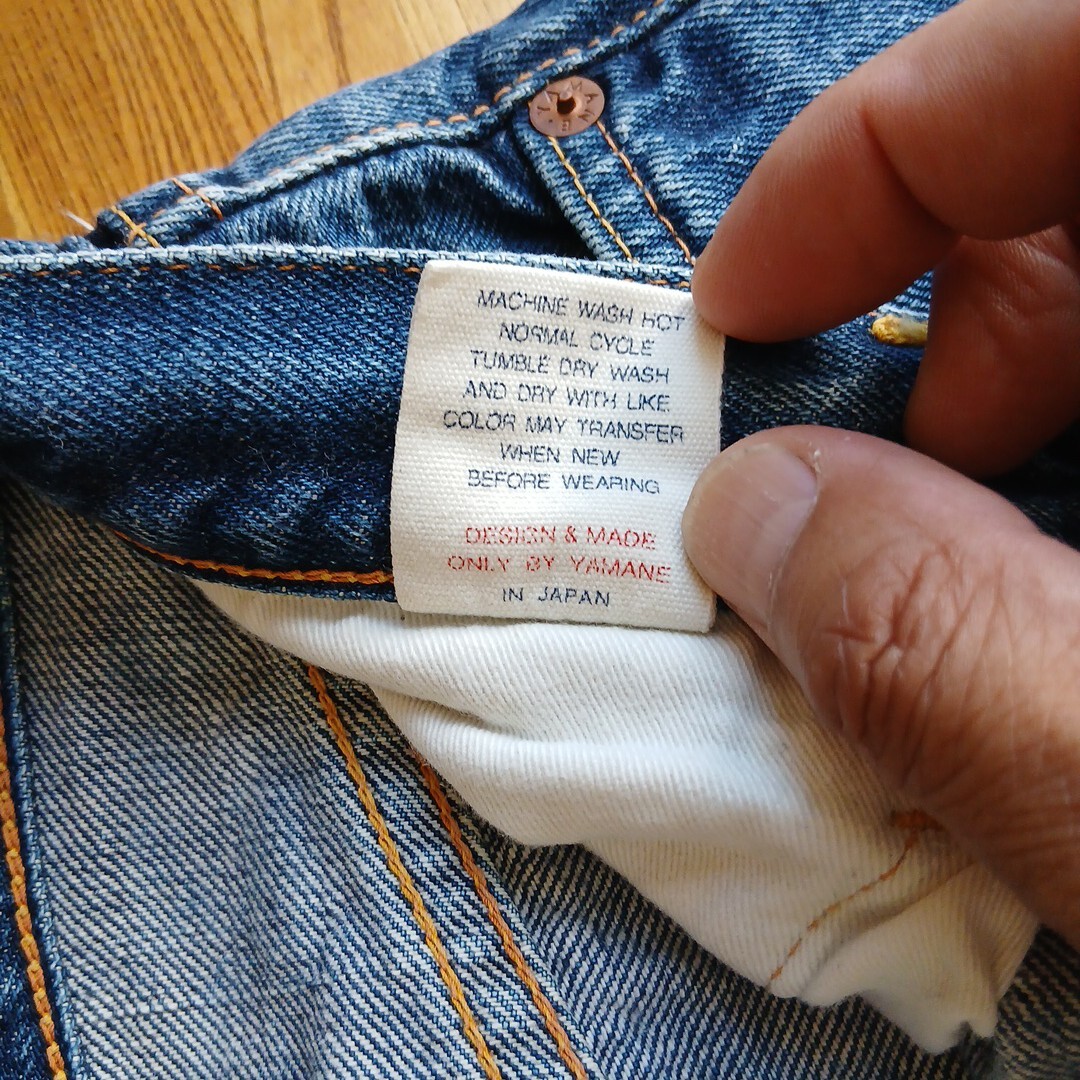 MACHINE WASH HOT
NORMAL CYCLE
TUMBLE DRY WASH
AND DRY WITH LIKE
COLOR MAY TRANSFER
WHEN NEW
BEFORE WEARING
DESIGN & MADE
ONLY BY YAMANE
IN JAPAN